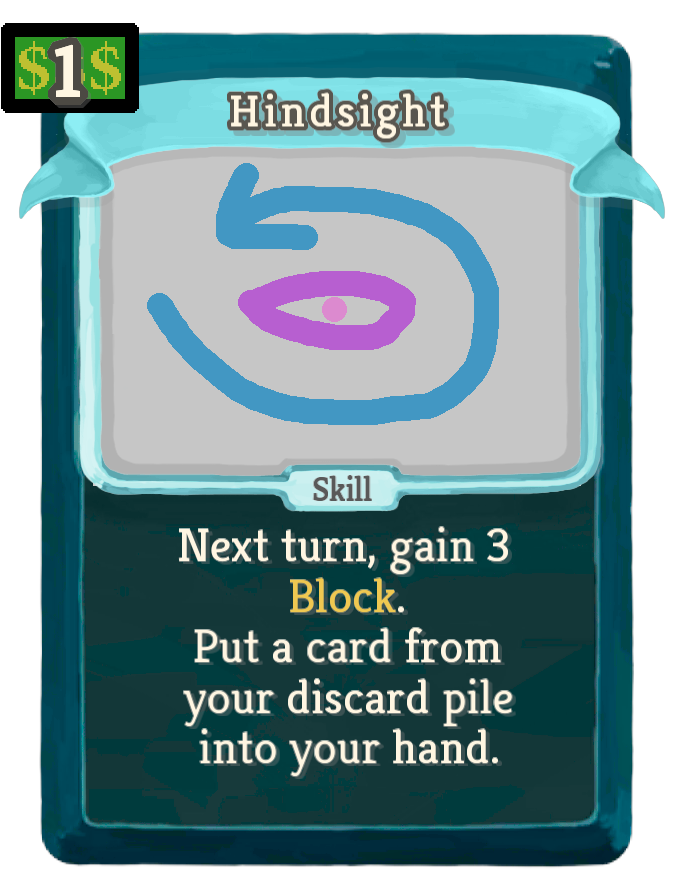 $1$
Hindsight
Skill
Next turn, gain 3
Block.
Put a card from
your discard pile
into your hand.